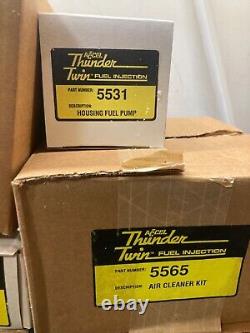 ACCEL
Thunder
Twin FUEL INJECTION
PART NUMBER: 5531
DESCRIPTION:
HOUSING FUEL PUMP
ACCEL
Thunder
Twin FUEL INJECTION
PART NUMBER: 5565
DESCRIPTION: AIR CLEANER KIT